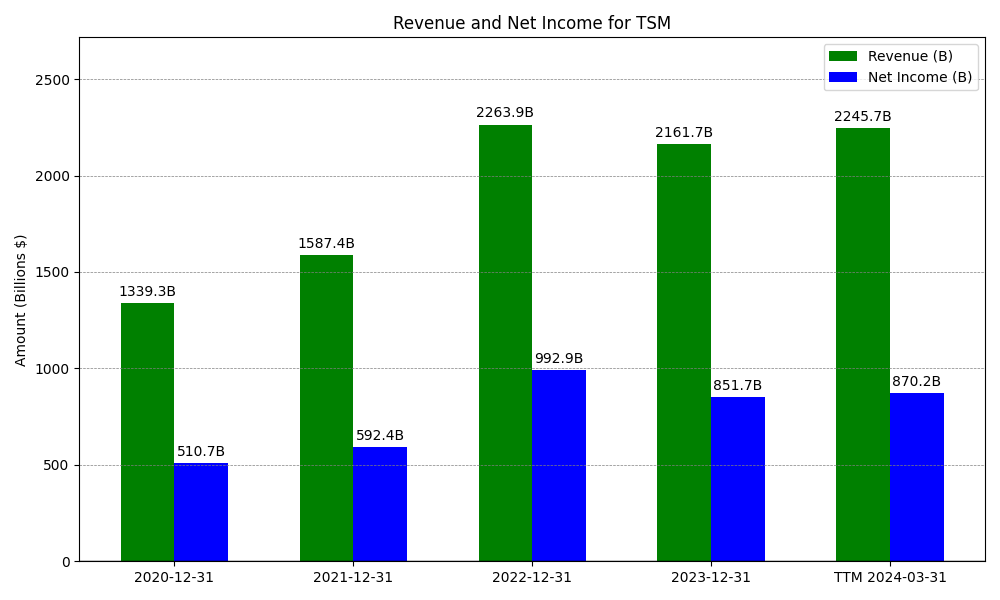 Revenue and Net Income for TSM
Revenue (B)
Net Income (B)
Amount (Billions $)
2500
2000
1500
1000
500
0
1339.3B
510.7B
1587.4B
592.4B
2263.9B
992.9B
2161.7B
851.7B
2245.7B
870.2B
2020-12-31
2021-12-31
2022-12-31
2023-12-31
TTM 2024-03-31